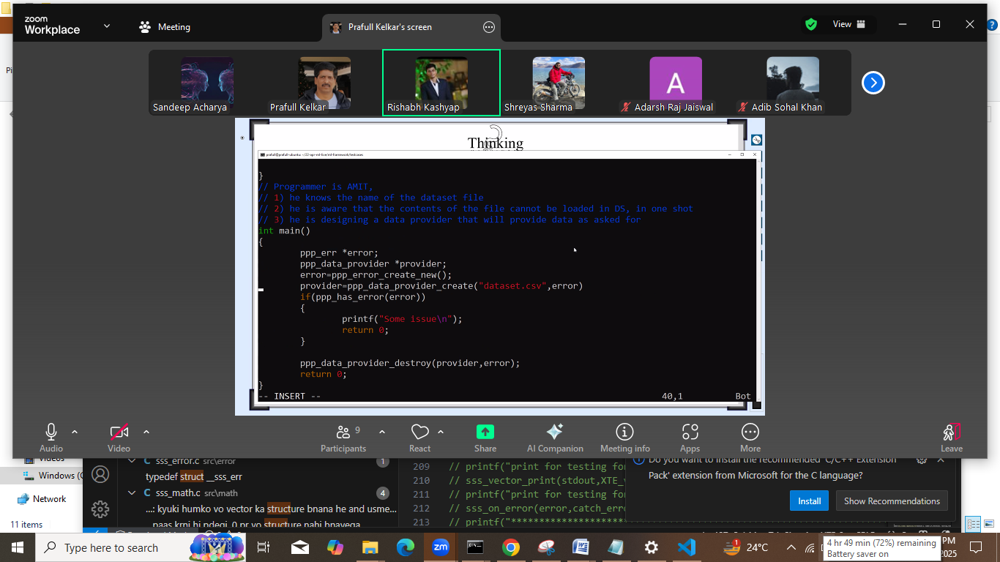 zoom
Workplace
Meeting
Prafull Kelkar's screen
View
Sandeep Acharya
Prafull Kelkar
Rishabh Kashyap
Shreyas Sharma
A
Adarsh Raj Jaiswal
Adib Sohal Khan
Thinking
prafull@prafull-ubuntu: ~/22-api-ml-live/ml-framework/testcases
}
// Programmer is AMIT,
// 1) he knows the name of the dataset file
// 2) he is aware that the contents of the file cannot be loaded in DS, in one shot
// 3) he is designing a data provider that will provide data as asked for
int main()
{
ppp_err *error;
ppp_data_provider *provider;
error=ppp_error_create_new();
provider=ppp_data_provider_create("dataset.csv",error)
if(ppp_has_error(error))
{
printf("Some issue\n");
return 0;
}
ppp_data_provider_destroy(provider,error);
return 0;
}
-- INSERT --
40,1
Bot
Audio
Video
Participants
9
React
Share
AI Companion
Meeting info
Apps
More
Leave
Pi
Videos
Windows (C
Network
11 items
C sss_error.c src\error
1
typedef struct __sss_err
C sss_math.c src\math
4
...: kyuki humko vo vector ka structure bnana he and usme...
paas krni hi pdegi, 0 pr vo structure nahi bnayega
209 // printf("print for testing for
210 // sss_vector_print(stdout,XTE_
211 // printf("print for testing for
212 // sss_on_error(error,catch_erro
213 // printf("**********************
Do you want to install the recommended 'C/C++ Extension
Pack' extension from Microsoft for the C language?
Install
Show Recommendations
Type here to search
zm
24°C
4 hr 49 min (72%) remaining
Battery saver on
PM
2025